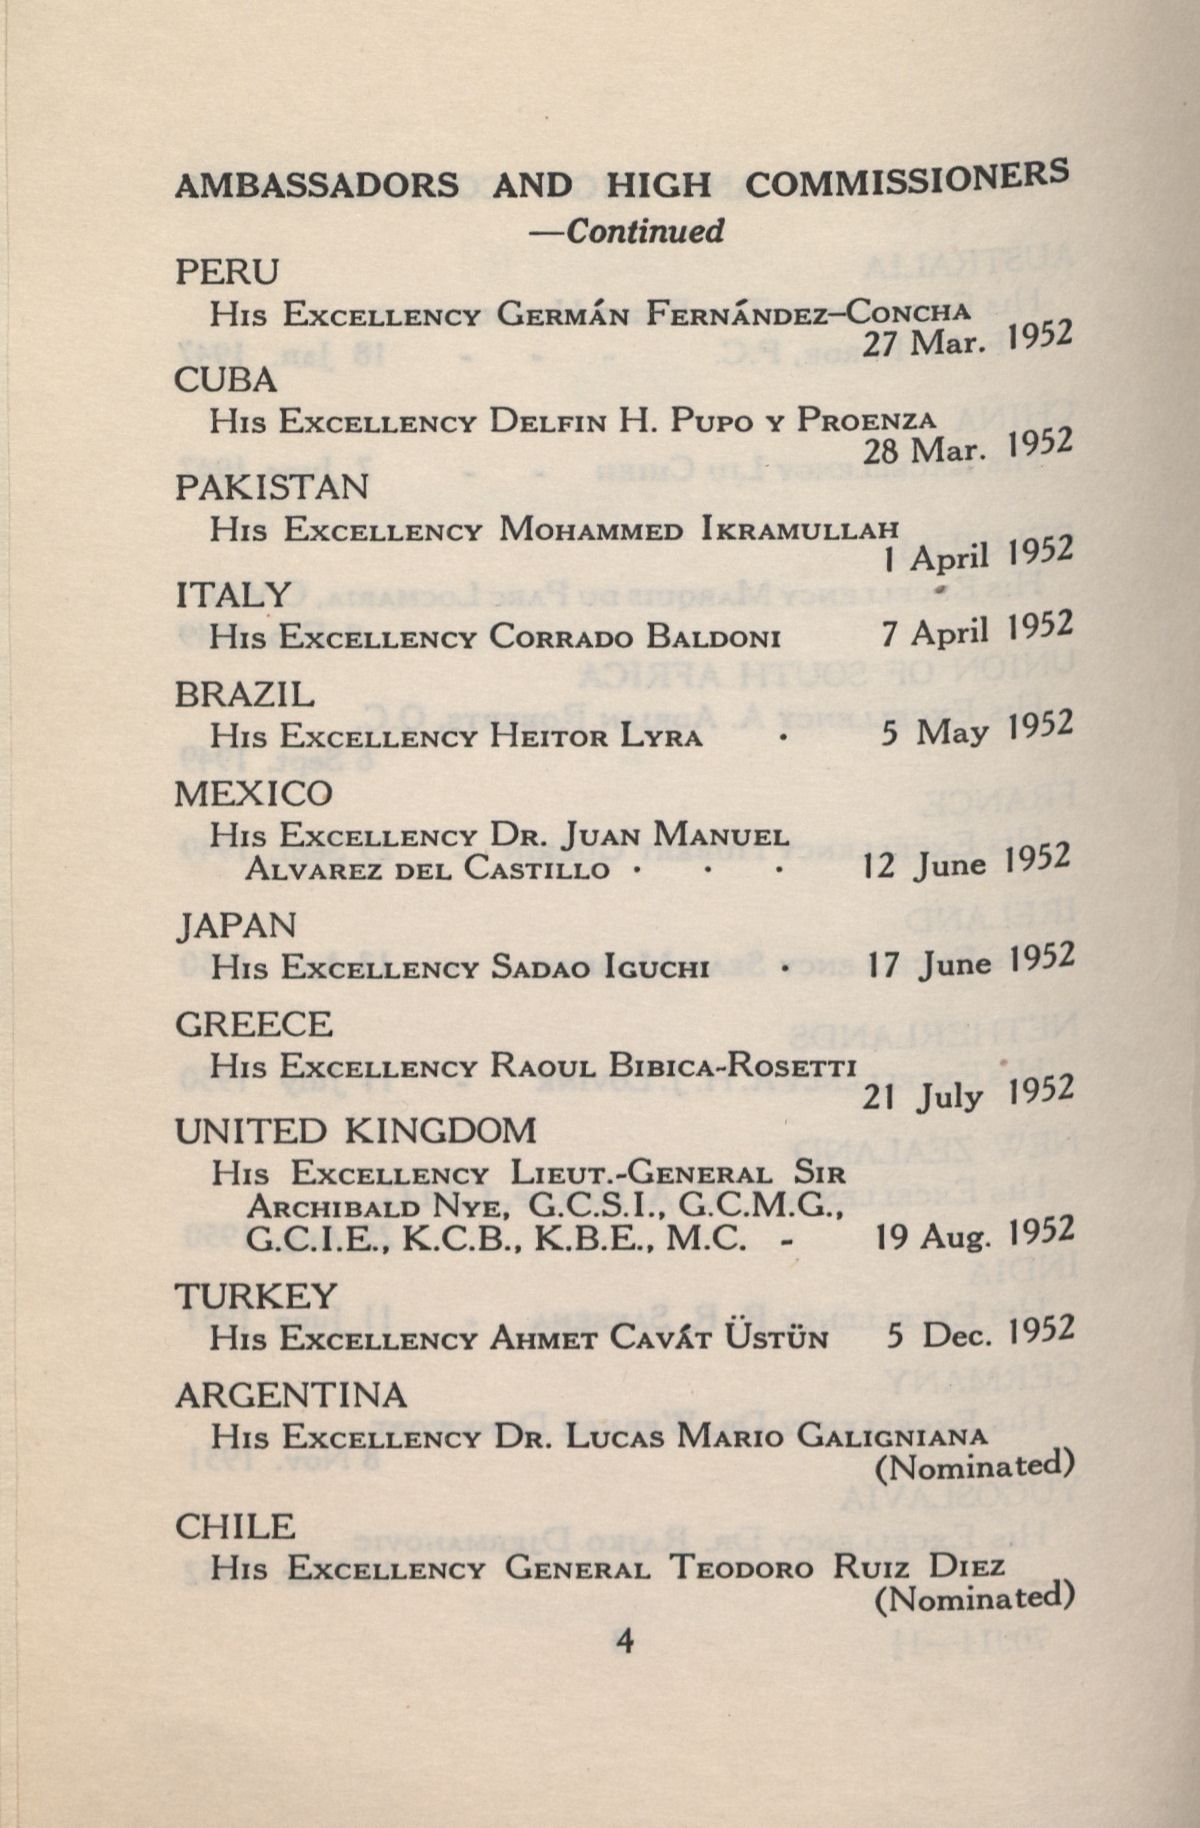 AMBASSADORS AND HIGH COMMISSIONERS
—Continued
PERU
His Excellency Germán Fernández–Concha
27 Mar. 1952
CUBA
His Excellency Delfin H. Pupo y Proenza
28 Mar. 1952
PAKISTAN
His Excellency Mohammed Ikramullah
1 April 1952
ITALY
His Excellency Corrado Baldoni 7 April 1952
BRAZIL
His Excellency Heitor Lyra · 5 May 1952
MEXICO
His Excellency Dr. Juan Manuel
Alvarez del Castillo · · · 12 June 1952
JAPAN
His Excellency Sadao Iguchi · 17 June 1952
GREECE
His Excellency Raoul Bibica-Rosetti
21 July 1952
UNITED KINGDOM
His Excellency Lieut.-General Sir
Archibald Nye, G.C.S.I., G.C.M.G.,
G.C.I.E., K.C.B., K.B.E., M.C. - 19 Aug. 1952
TURKEY
His Excellency Ahmet Cavát Üstün 5 Dec. 1952
ARGENTINA
His Excellency Dr. Lucas Mario Galigniana
(Nominated)
CHILE
His Excellency General Teodoro Ruiz Diez
(Nominated)
4